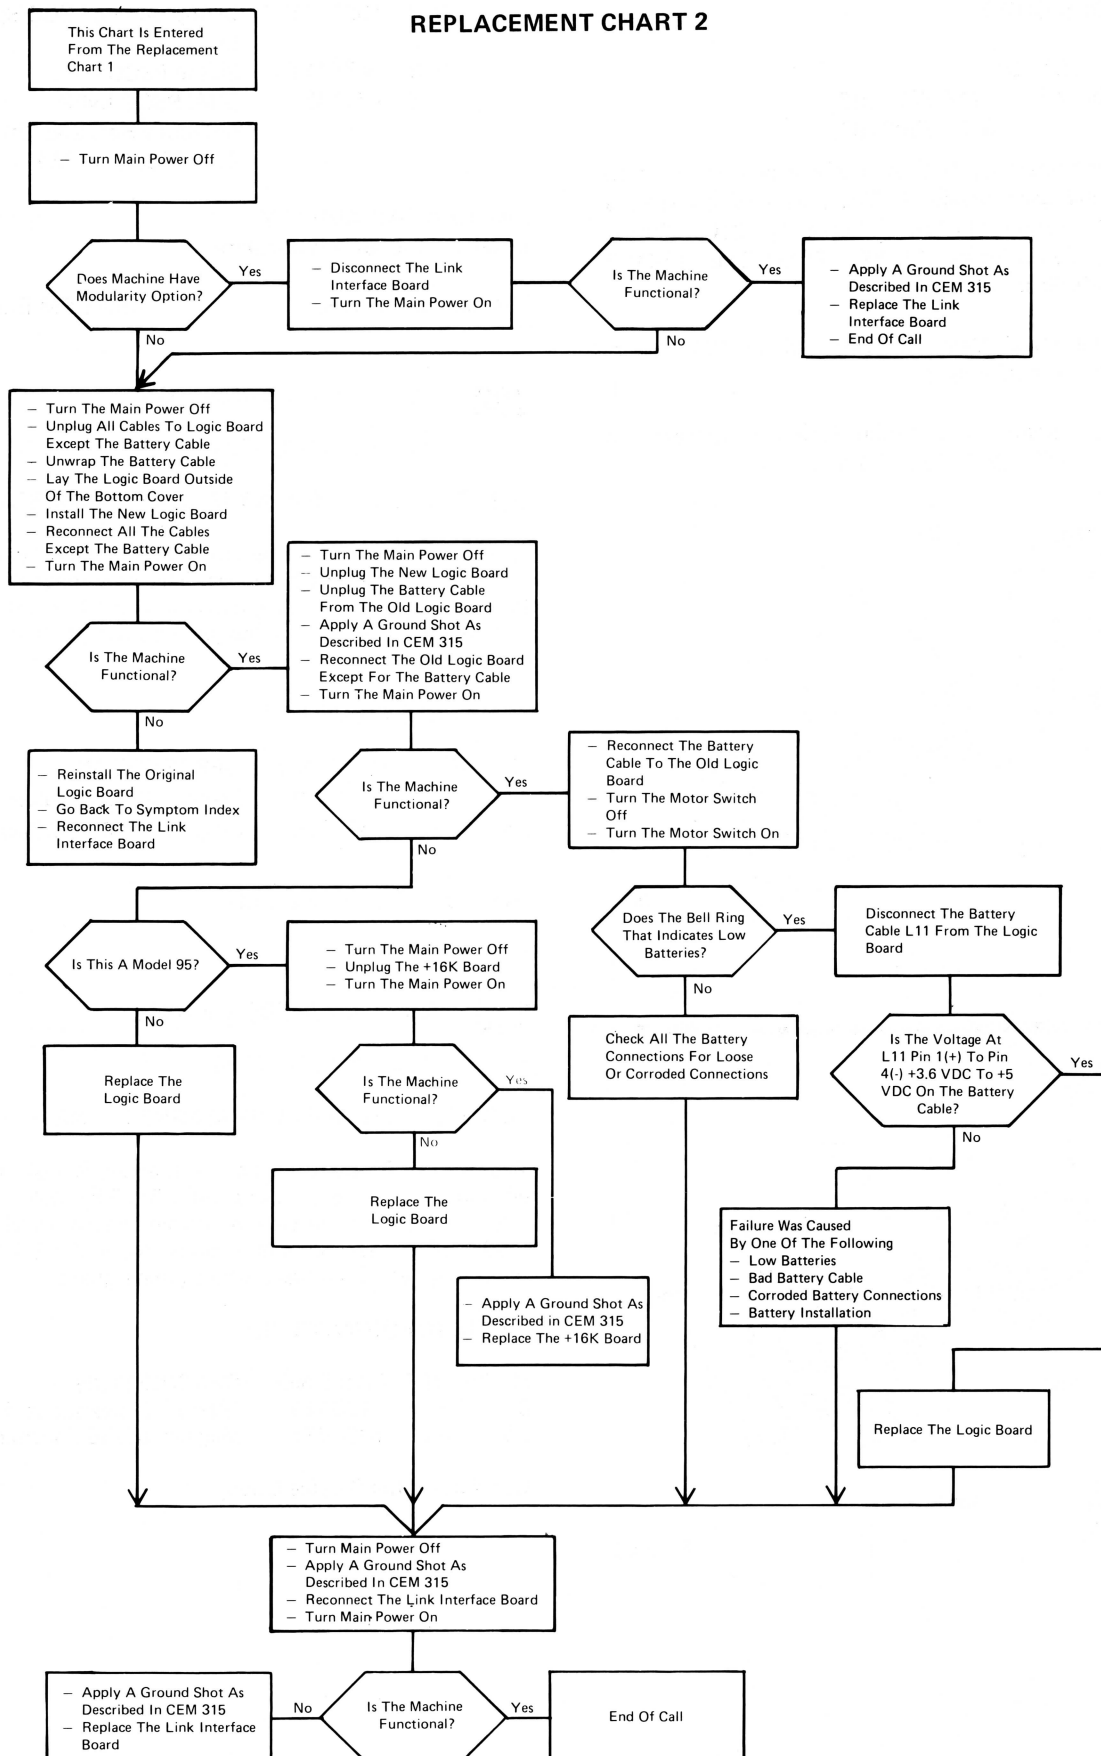 REPLACEMENT CHART 2
This Chart Is Entered
From The Replacement
Chart 1
– Turn Main Power Off
Does Machine Have
Modularity Option?
Yes
No
– Disconnect The Link
Interface Board
– Turn The Main Power On
Is The Machine
Functional?
Yes
No
– Apply A Ground Shot As
Described In CEM 315
– Replace The Link
Interface Board
– End Of Call
– Turn The Main Power Off
– Unplug All Cables To Logic Board
Except The Battery Cable
– Unwrap The Battery Cable
– Lay The Logic Board Outside
Of The Bottom Cover
– Install The New Logic Board
– Reconnect All The Cables
Except The Battery Cable
– Turn The Main Power On
Is The Machine
Functional?
Yes
No
– Turn The Main Power Off
– Unplug The New Logic Board
– Unplug The Battery Cable
From The Old Logic Board
– Apply A Ground Shot As
Described In CEM 315
– Reconnect The Old Logic Board
Except For The Battery Cable
– Turn The Main Power On
– Reinstall The Original
Logic Board
– Go Back To Symptom Index
– Reconnect The Link
Interface Board
Is The Machine
Functional?
Yes
No
– Reconnect The Battery
Cable To The Old Logic
Board
– Turn The Motor Switch
Off
– Turn The Motor Switch On
Is This A Model 95?
Yes
No
– Turn The Main Power Off
– Unplug The +16K Board
– Turn The Main Power On
Does The Bell Ring
That Indicates Low
Batteries?
Yes
No
Disconnect The Battery
Cable L11 From The Logic
Board
Replace The
Logic Board
Is The Machine
Functional?
Yes
No
Check All The Battery
Connections For Loose
Or Corroded Connections
Is The Voltage At
L11 Pin 1(+) To Pin
4(-) +3.6 VDC To +5
VDC On The Battery
Cable?
Yes
No
Replace The
Logic Board
Failure Was Caused
By One Of The Following
– Low Batteries
– Bad Battery Cable
– Corroded Battery Connections
– Battery Installation
– Apply A Ground Shot As
Described in CEM 315
– Replace The +16K Board
Replace The Logic Board
– Turn Main Power Off
– Apply A Ground Shot As
Described In CEM 315
– Reconnect The Link Interface Board
– Turn Main Power On
– Apply A Ground Shot As
Described In CEM 315
– Replace The Link Interface
Board
No
Is The Machine
Functional?
Yes
End Of Call